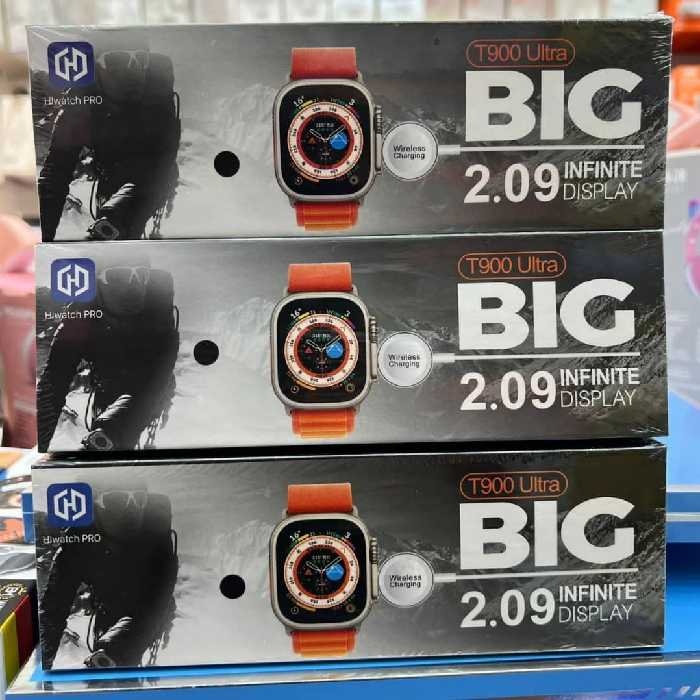 T900 Ultra
BIG
HiWatch PRO
Wireless
Charging
2.09 INFINITE
DISPLAY
T900 Ultra
BIG
HiWatch PRO
Wireless
Charging
2.09 INFINITE
DISPLAY
T900 Ultra
BIG
HiWatch PRO
Wireless
Charging
2.09 INFINITE
DISPLAY